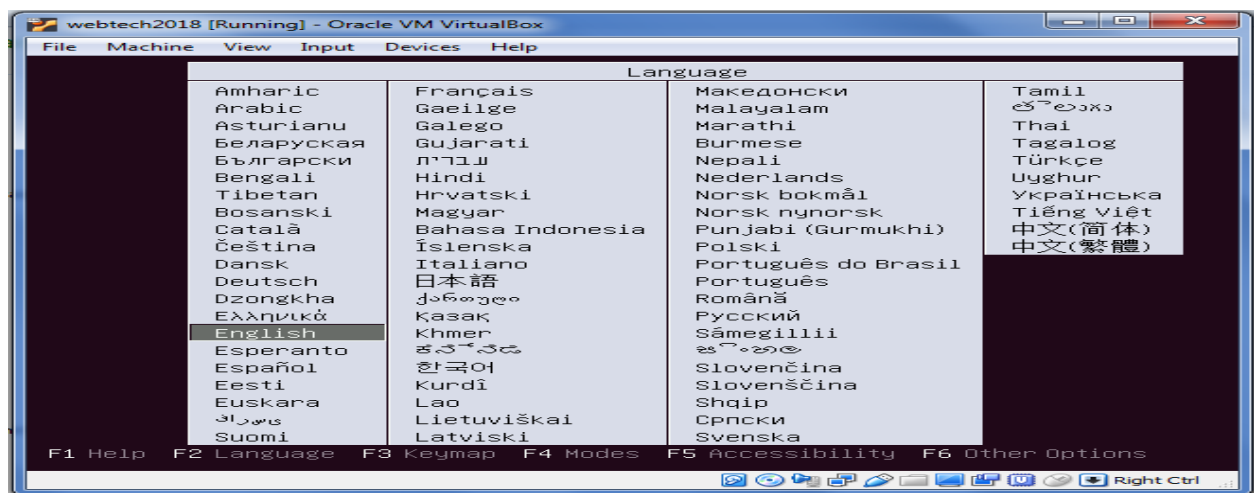 webtech2018 [Running] - Oracle VM VirtualBox
File Machine View Input Devices Help
Language
Amharic
Arabic
Asturianu
Беларуская
Български
Bengali
Tibetan
Bosanski
Català
Čeština
Dansk
Deutsch
Dzongkha
Ελληνικά
English
Esperanto
Español
Eesti
Euskara
Suomi
Français
Gaeilge
Galego
Gujarati
עברית
Hindi
Hrvatski
Magyar
Bahasa Indonesia
Íslenska
Italiano
日本語
ქართული
Қазақ
Khmer
한국어
Kurdî
Lao
Lietuviškai
Latviski
Македонски
Malayalam
Marathi
Burmese
Nepali
Nederlands
Norsk bokmål
Norsk nynorsk
Punjabi (Gurmukhi)
Polski
Português do Brasil
Português
Română
Русский
Sámegillii
Slovenčina
Slovenščina
Shqip
Српски
Svenska
Tamil
Thai
Tagalog
Türkçe
Uyghur
Українська
Tiếng Việt
中文(简体)
中文(繁體)
F1 Help F2 Language F3 Keymap F4 Modes F5 Accessibility F6 Other Options
Right Ctrl